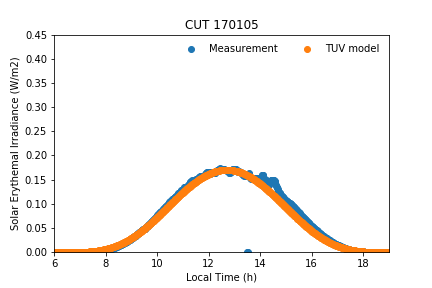 CUT 170105
Measurement
TUV model
Solar Erythemal Irradiance (W/m2)
0.45
0.40
0.35
0.30
0.25
0.20
0.15
0.10
0.05
0.00
6 8 10 12 14 16 18
Local Time (h)